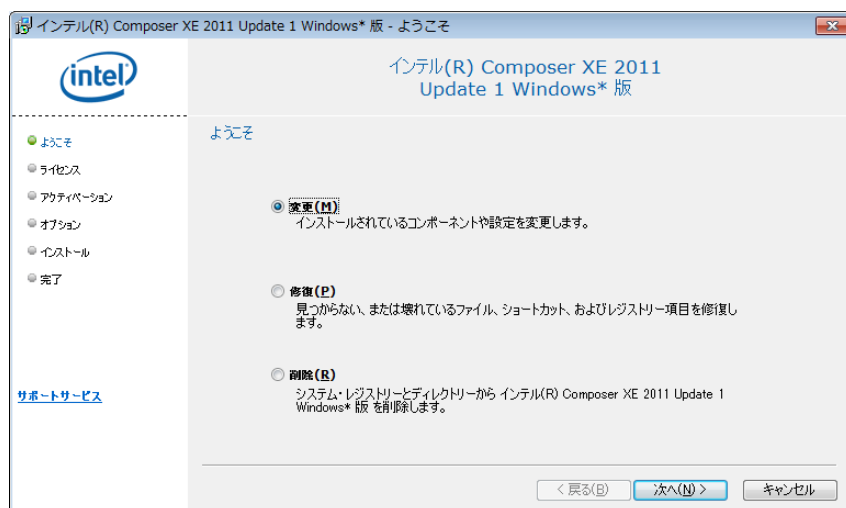 インテル(R) Composer XE 2011 Update 1 Windows* 版 - ようこそ
intel
インテル(R) Composer XE 2011
Update 1 Windows* 版
ようこそ
ライセンス
アクティベーション
オプション
インストール
完了
サポートサービス
ようこそ
変更(M)
インストールされているコンポーネントや設定を変更します。
修復(P)
見つからない、または壊れているファイル、ショートカット、およびレジストリー項目を修復し
ます。
削除(R)
システム・レジストリーとディレクトリーから インテル(R) Composer XE 2011 Update 1
Windows* 版 を削除します。
< 戻る(B)
次へ(N) >
キャンセル